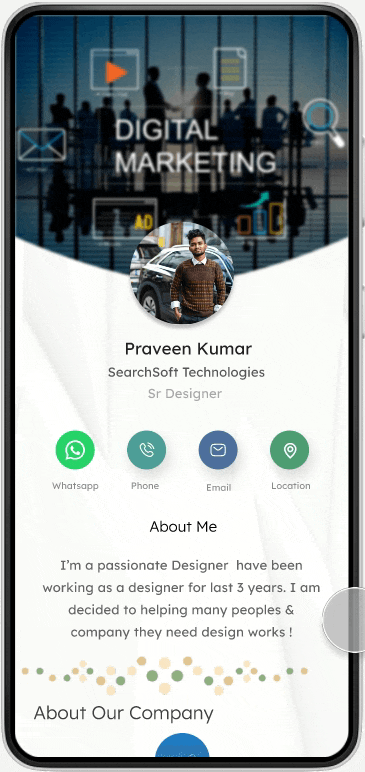 DIGITAL
MARKETING
AD
Praveen Kumar
SearchSoft Technologies
Sr Designer
Whatsapp Phone Email Location
About Me
I'm a passionate Designer have been
working as a designer for last 3 years. I am
decided to helping many peoples &
company they need design works !
About Our Company